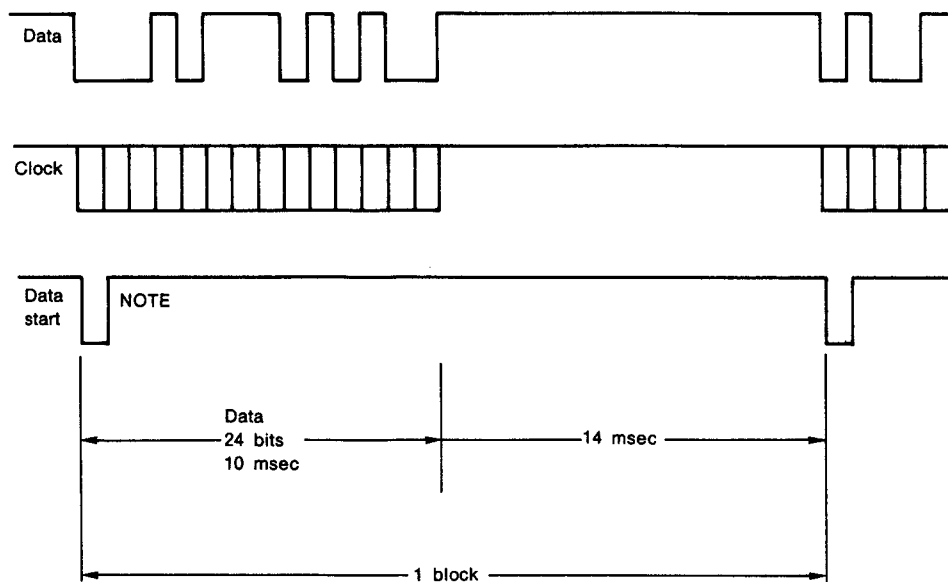 Data
Clock
Data
start
NOTE
Data
24 bits
10 msec
14 msec
1 block